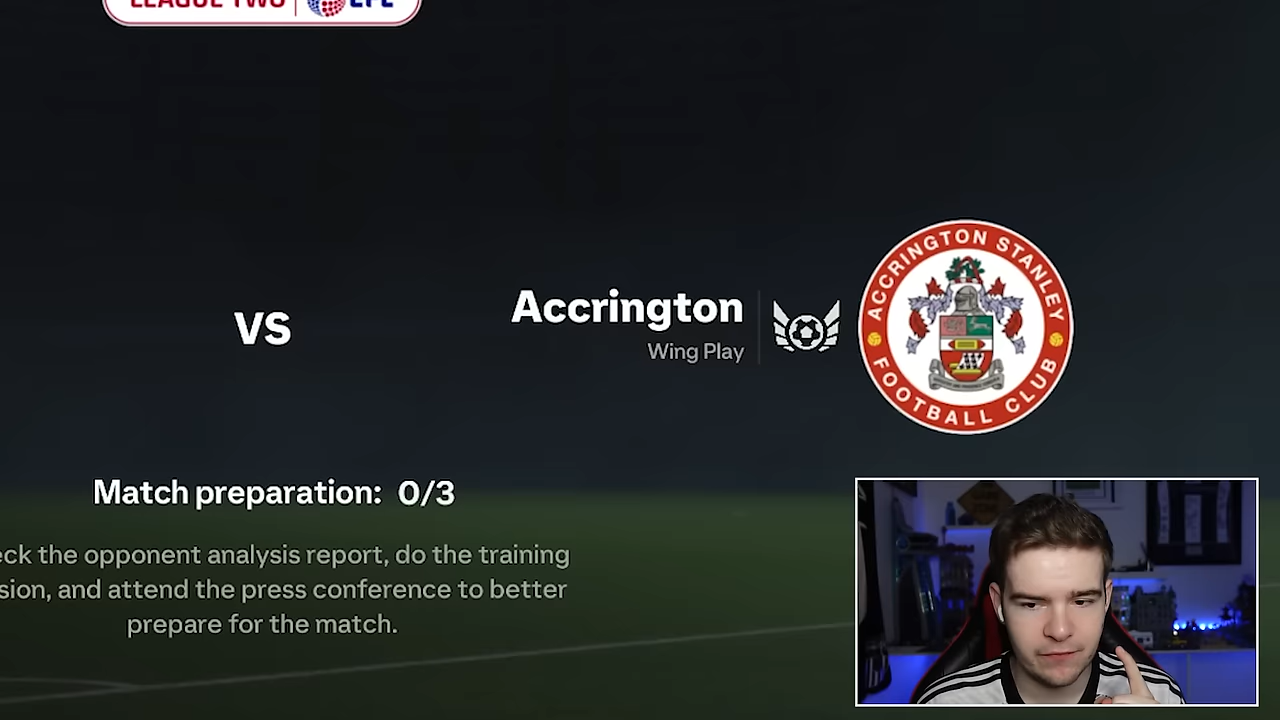 LEAGUE TWO EFL
VS
Accrington
Wing Play
ACCRINGTON STANLEY
FOOTBALL CLUB
Match preparation: 0/3
eck the opponent analysis report, do the training
sion, and attend the press conference to better
prepare for the match.